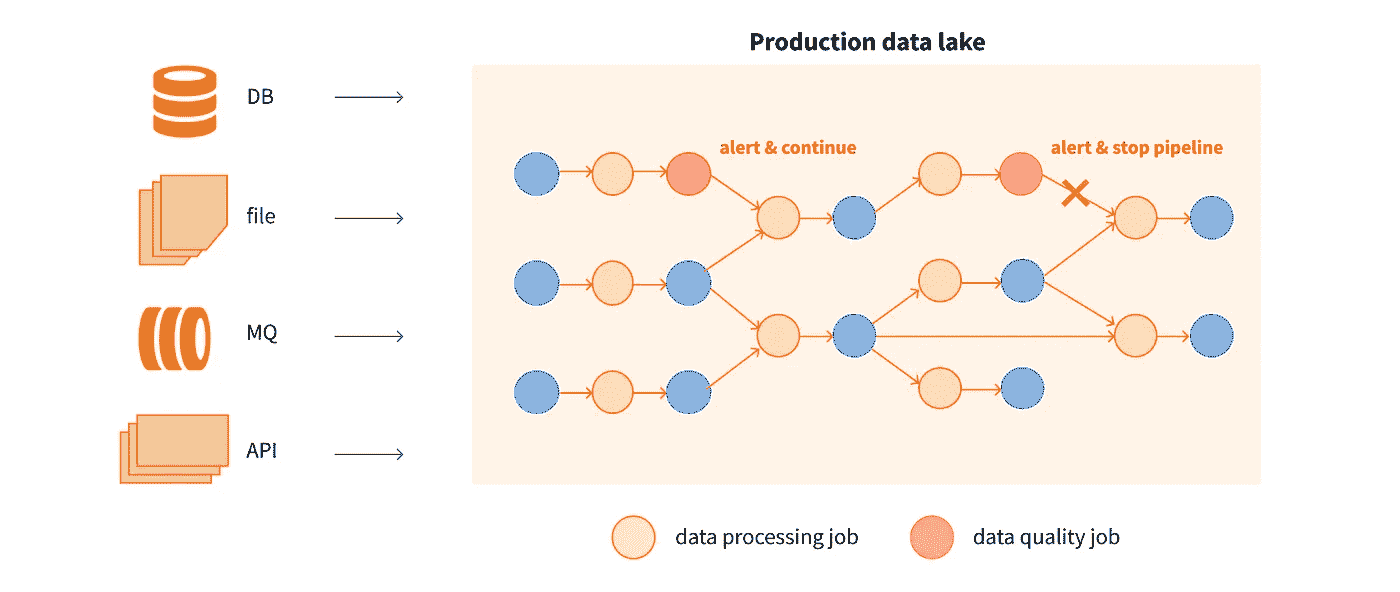 Production data lake
DB
alert & continue
alert & stop pipeline
file
MQ
API
data processing job
data quality job